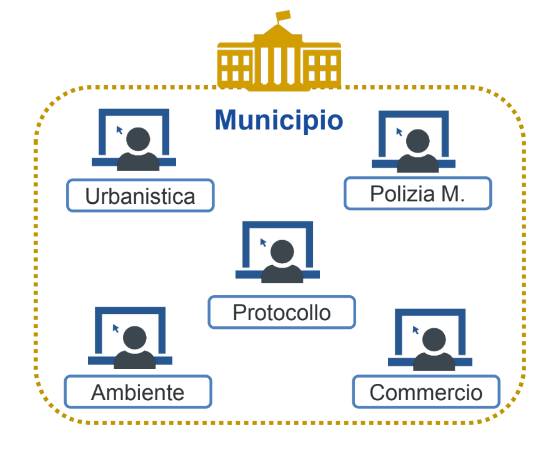 Municipio
Urbanistica
Polizia M.
Protocollo
Ambiente
Commercio